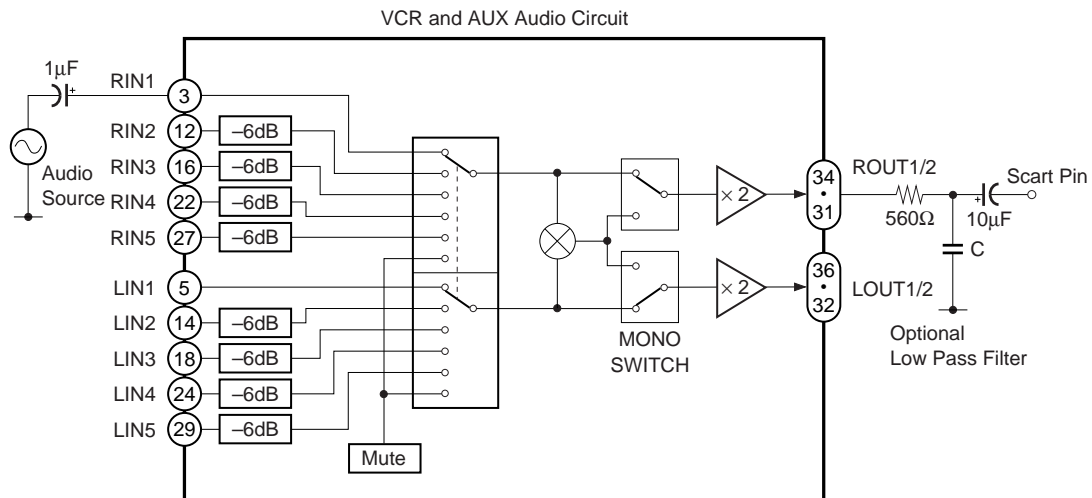 VCR and AUX Audio Circuit
1μF
RIN1
3
RIN2
12
–6dB
RIN3
16
–6dB
RIN4
22
–6dB
RIN5
27
–6dB
Audio
Source
LIN1
5
LIN2
14
–6dB
LIN3
18
–6dB
LIN4
24
–6dB
LIN5
29
–6dB
Mute
MONO
SWITCH
× 2
× 2
34
31
36
32
ROUT1/2
LOUT1/2
560Ω
+
10μF
Scart Pin
C
Optional
Low Pass Filter